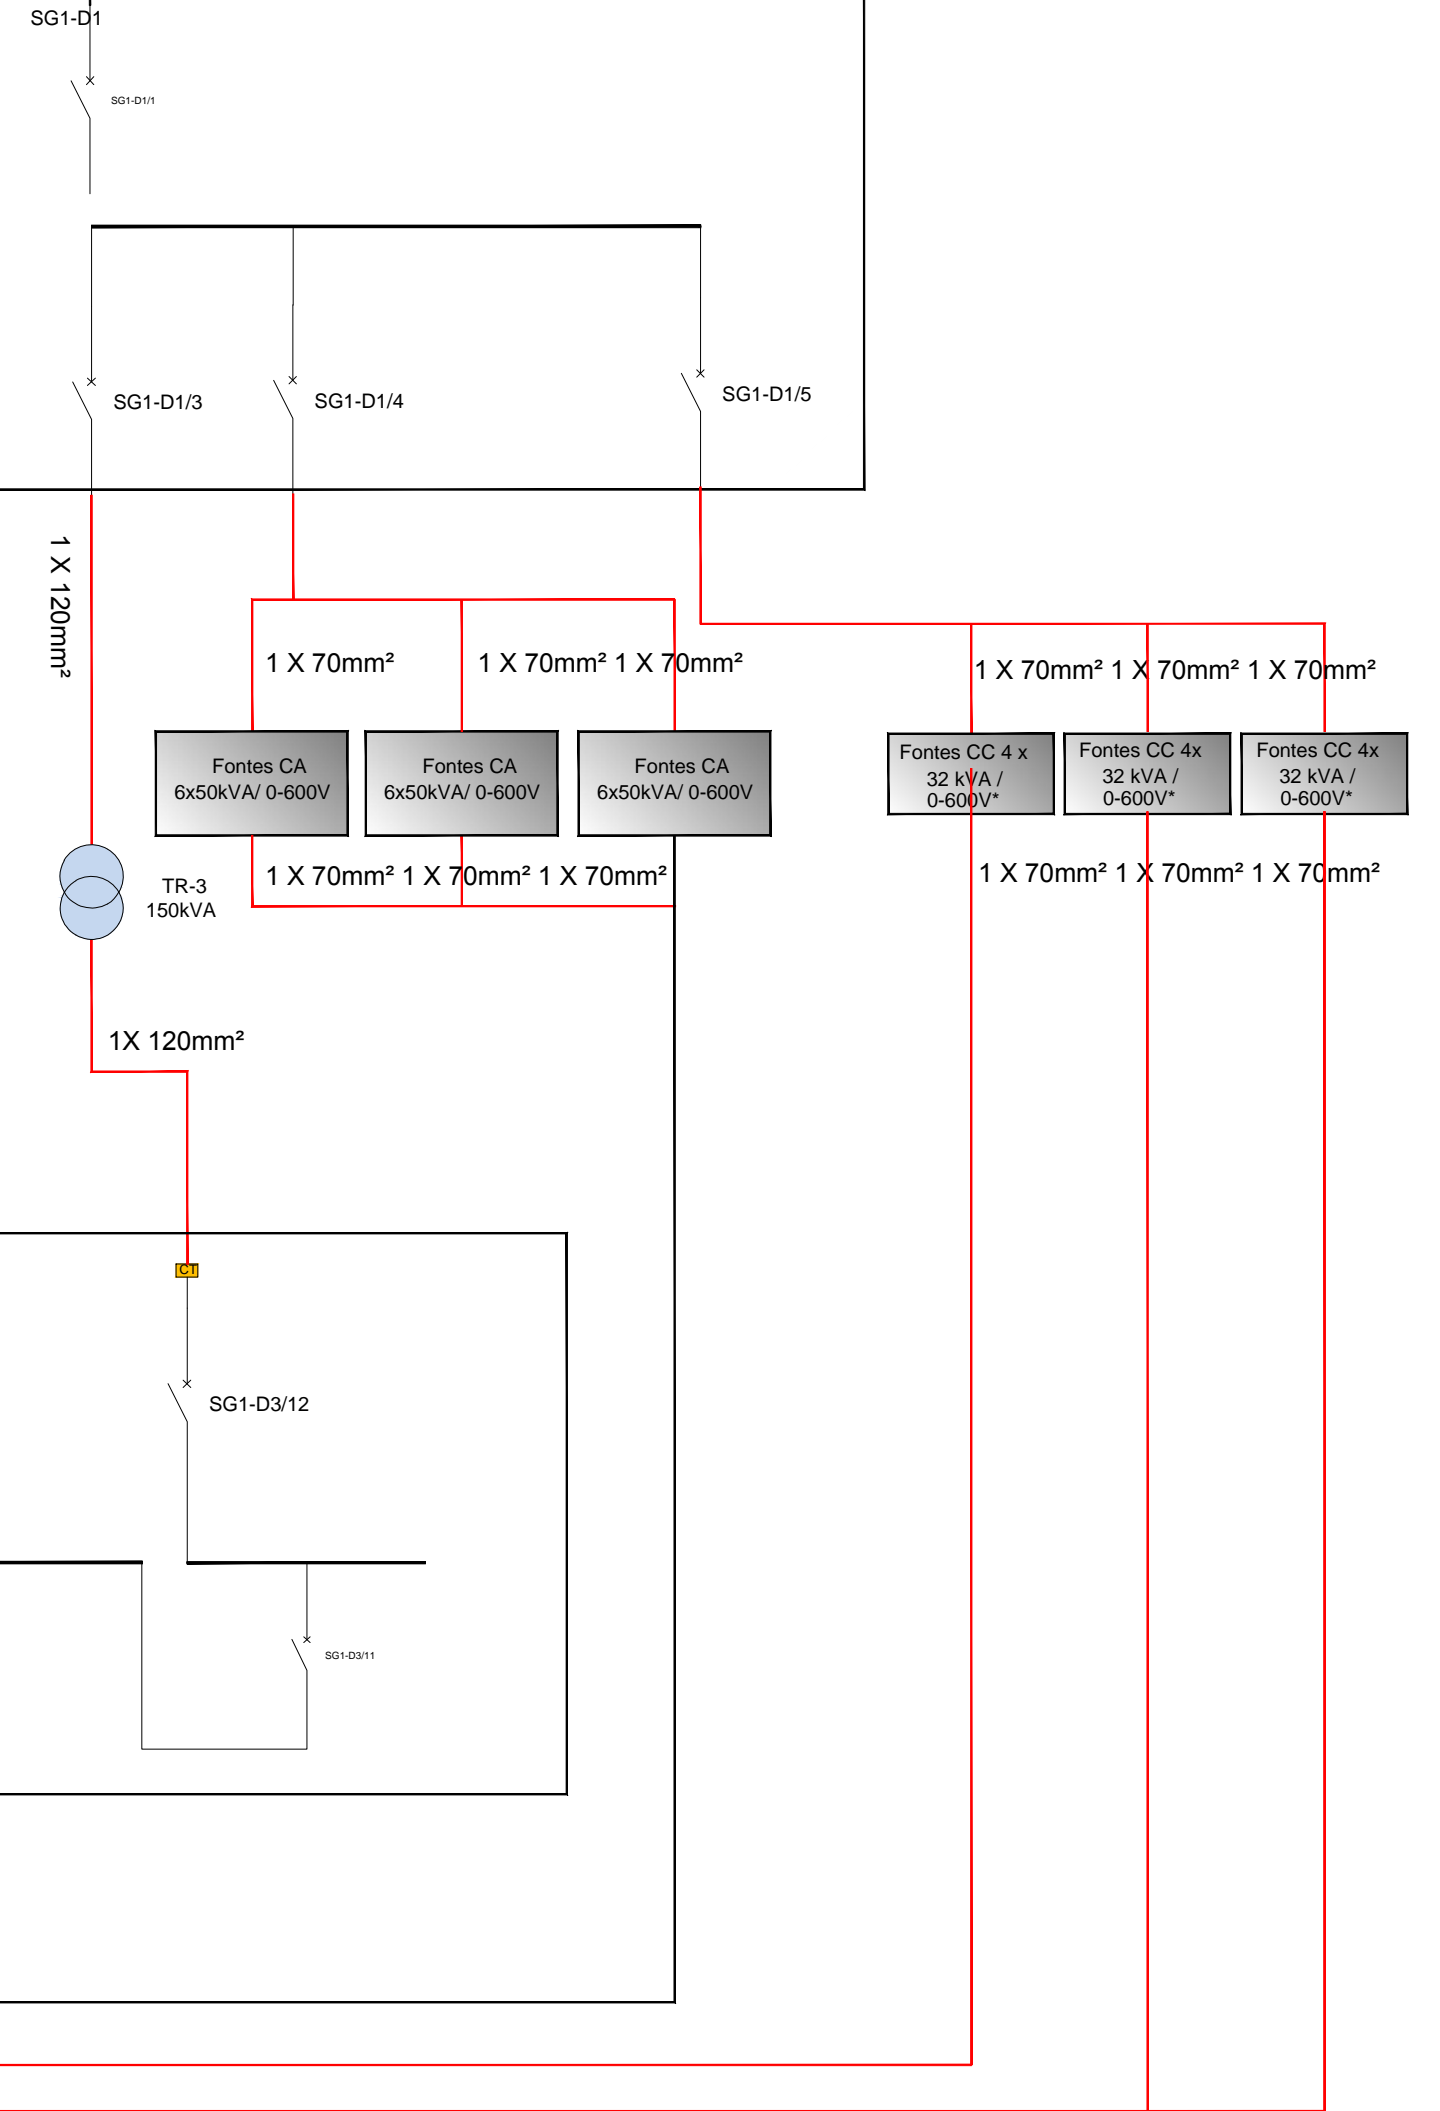 SG1-D1
SG1-D1/1
SG1-D1/3
SG1-D1/4
SG1-D1/5
1 X 120mm²
1 X 70mm²
1 X 70mm² 1 X 70mm²
1 X 70mm² 1 X 70mm² 1 X 70mm²
Fontes CA
6x50kVA/ 0-600V
Fontes CA
6x50kVA/ 0-600V
Fontes CA
6x50kVA/ 0-600V
Fontes CC 4 x
32 kVA /
0-600V*
Fontes CC 4x
32 kVA /
0-600V*
Fontes CC 4x
32 kVA /
0-600V*
1 X 70mm² 1 X 70mm² 1 X 70mm²
1 X 70mm² 1 X 70mm² 1 X 70mm²
TR-3
150kVA
1X 120mm²
CT
SG1-D3/12
SG1-D3/11